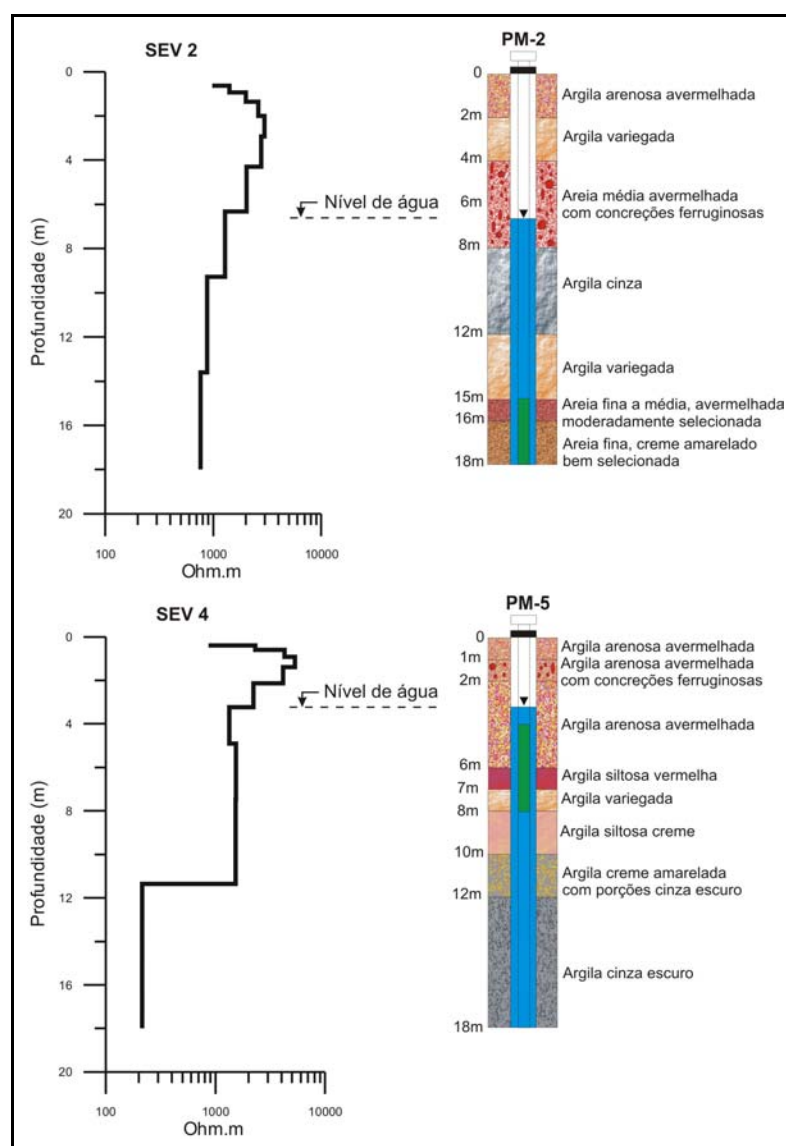 SEV 2
PM-2
0
4
8
12
16
20
Profundidade (m)
100
1000
10000
Ohm.m
Nível de água
0
2m
4m
6m
8m
12m
15m
16m
18m
Argila arenosa avermelhada
Argila variegada
Areia média avermelhada
com concreções ferruginosas
Argila cinza
Argila variegada
Areia fina a média, avermelhada
moderadamente selecionada
Areia fina, creme amarelado
bem selecionada
SEV 4
PM-5
0
4
8
12
16
20
Profundidade (m)
100
1000
10000
Ohm.m
Nível de água
0
1m
2m
6m
7m
8m
10m
12m
18m
Argila arenosa avermelhada
Argila arenosa avermelhada
com concreções ferruginosas
Argila arenosa avermelhada
Argila siltosa vermelha
Argila variegada
Argila siltosa creme
Argila creme amarelada
com porções cinza escuro
Argila cinza escuro